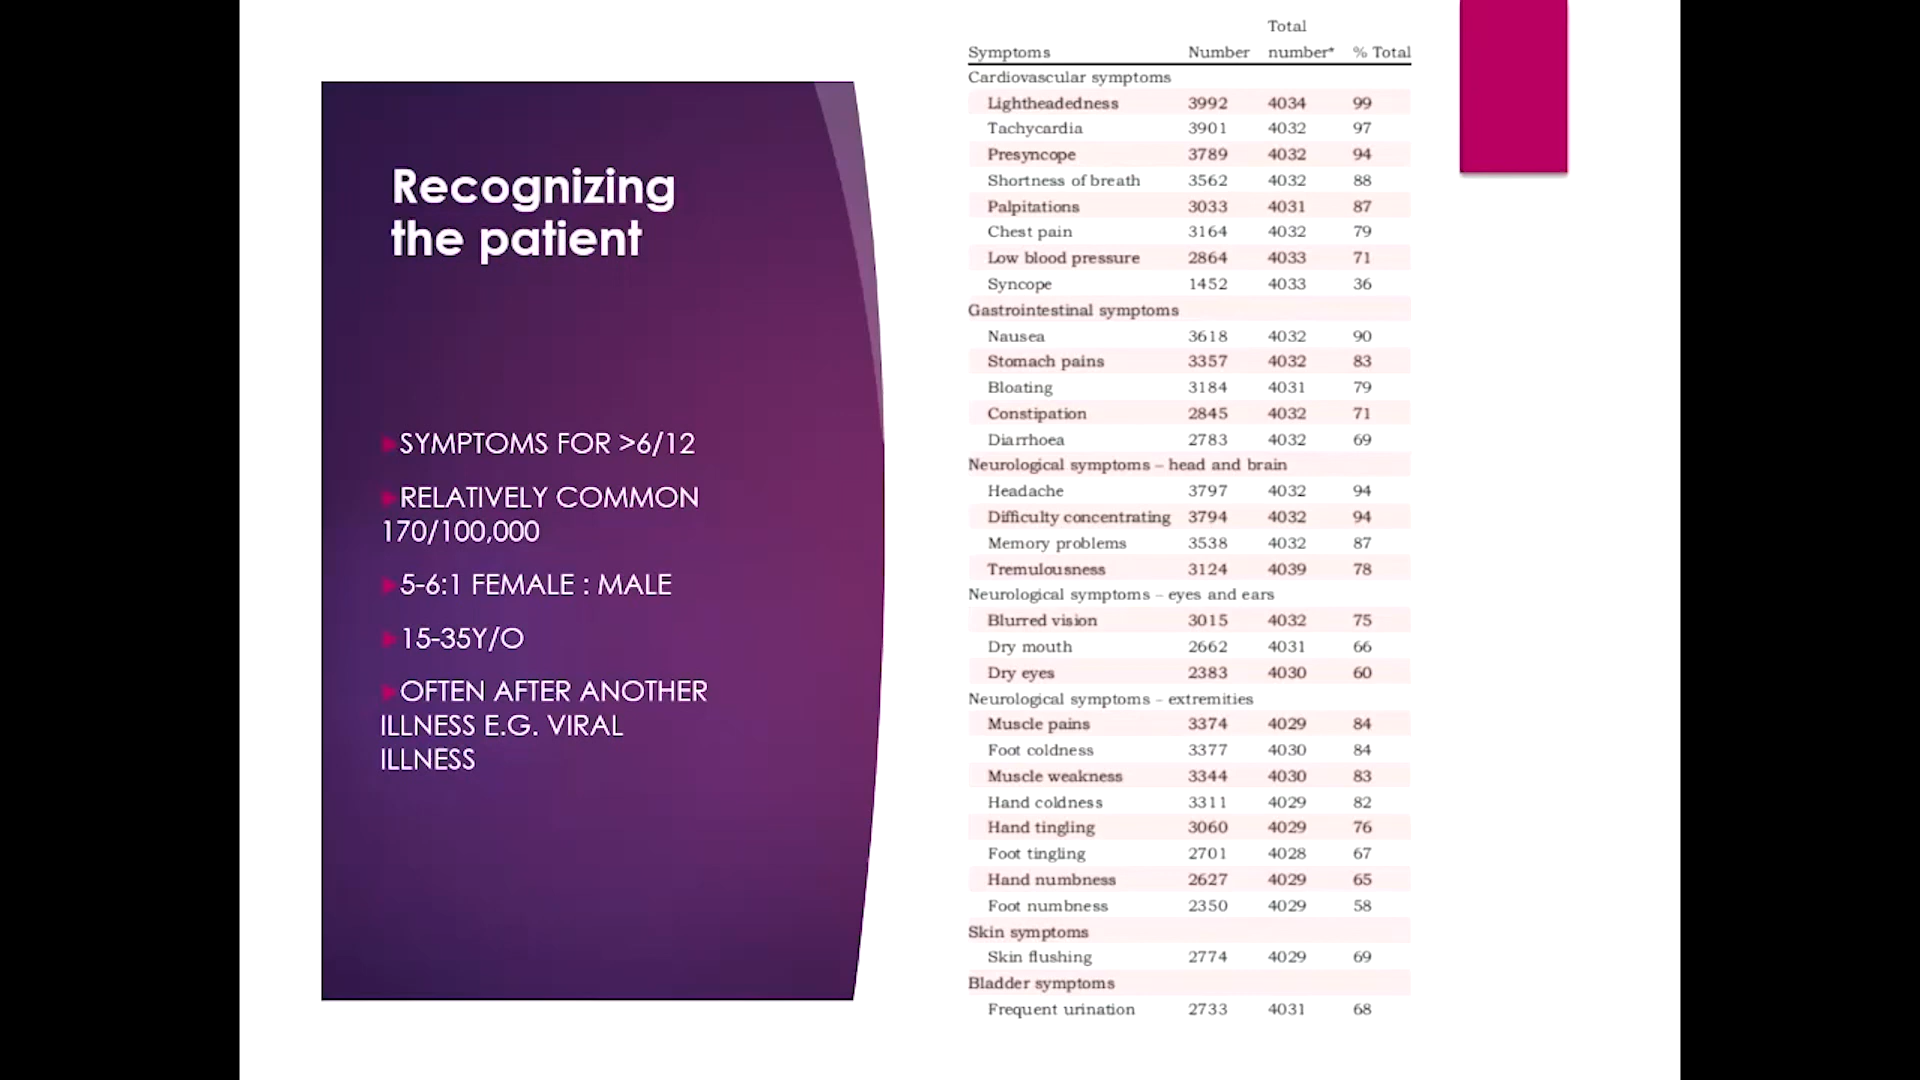 Recognizing
the patient
SYMPTOMS FOR >6/12
RELATIVELY COMMON
170/100,000
5-6:1 FEMALE : MALE
15-35Y/O
OFTEN AFTER ANOTHER
ILLNESS E.G. VIRAL
ILLNESS
Total
Symptoms Number number* % Total
Cardiovascular symptoms
Lightheadedness 3992 4034 99
Tachycardia 3901 4032 97
Presyncope 3789 4032 94
Shortness of breath 3562 4032 88
Palpitations 3033 4031 87
Chest pain 3164 4032 79
Low blood pressure 2864 4033 71
Syncope 1452 4033 36
Gastrointestinal symptoms
Nausea 3618 4032 90
Stomach pains 3357 4032 83
Bloating 3184 4031 79
Constipation 2845 4032 71
Diarrhoea 2783 4032 69
Neurological symptoms – head and brain
Headache 3797 4032 94
Difficulty concentrating 3794 4032 94
Memory problems 3538 4032 87
Tremulousness 3124 4039 78
Neurological symptoms – eyes and ears
Blurred vision 3015 4032 75
Dry mouth 2662 4031 66
Dry eyes 2383 4030 60
Neurological symptoms – extremities
Muscle pains 3374 4029 84
Foot coldness 3377 4030 84
Muscle weakness 3344 4030 83
Hand coldness 3311 4029 82
Hand tingling 3060 4029 76
Foot tingling 2701 4028 67
Hand numbness 2627 4029 65
Foot numbness 2350 4029 58
Skin symptoms
Skin flushing 2774 4029 69
Bladder symptoms
Frequent urination 2733 4031 68